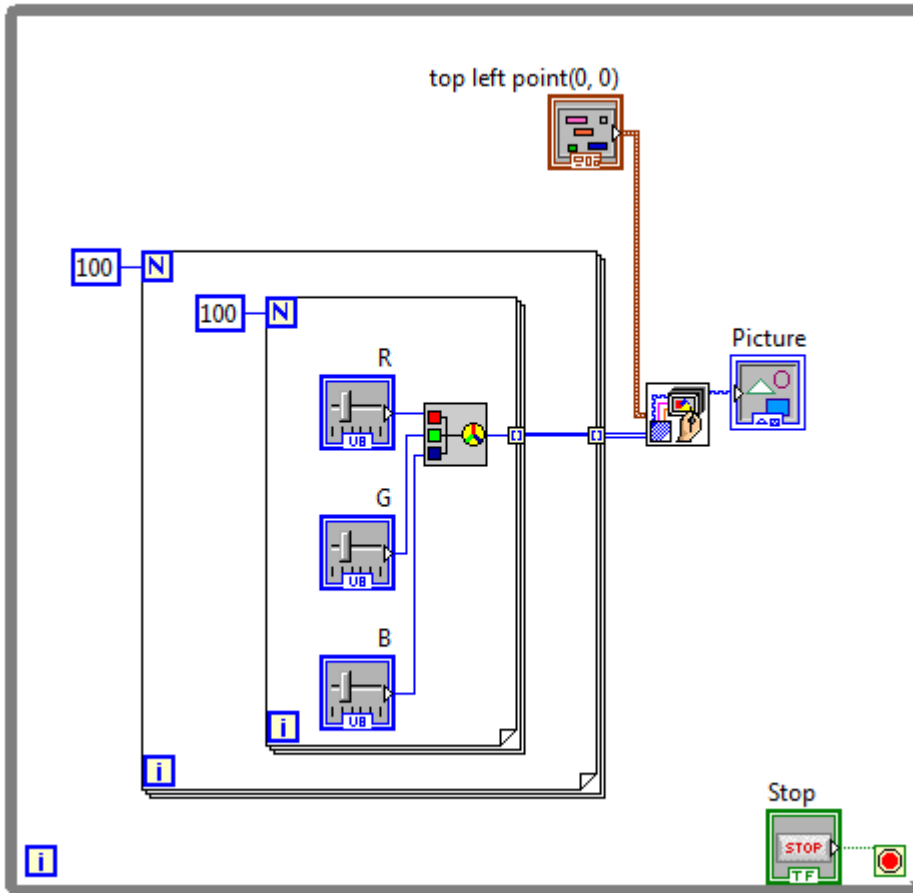 top left point(0, 0)
100
N
100
N
Picture
R
U8
G
U8
B
U8
i
i
Stop
STOP
TF
i